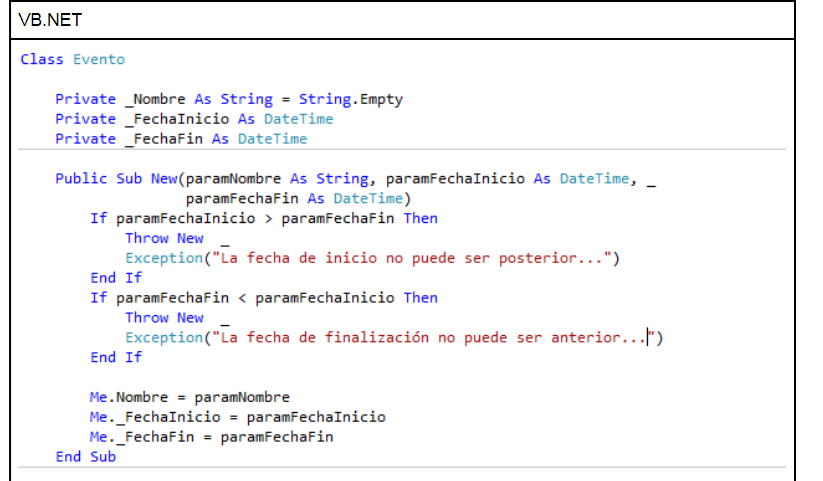 VB.NET
Class Evento
Private _Nombre As String = String.Empty
Private _FechaInicio As DateTime
Private _FechaFin As DateTime
Public Sub New(paramNombre As String, paramFechaInicio As DateTime, _
paramFechaFin As DateTime)
If paramFechaInicio > paramFechaFin Then
Throw New _
Exception("La fecha de inicio no puede ser posterior...")
End If
If paramFechaFin < paramFechaInicio Then
Throw New _
Exception("La fecha de finalización no puede ser anterior...")
End If
Me.Nombre = paramNombre
Me._FechaInicio = paramFechaInicio
Me._FechaFin = paramFechaFin
End Sub